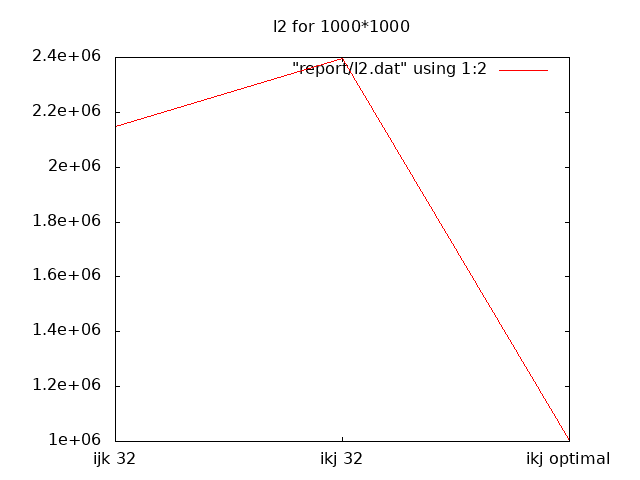 l2 for 1000*1000
2.4e+06
"report/l2.dat" using 1:2
2.2e+06
2e+06
1.8e+06
1.6e+06
1.4e+06
1.2e+06
1e+06
ijk 32
ikj 32
ikj optimal